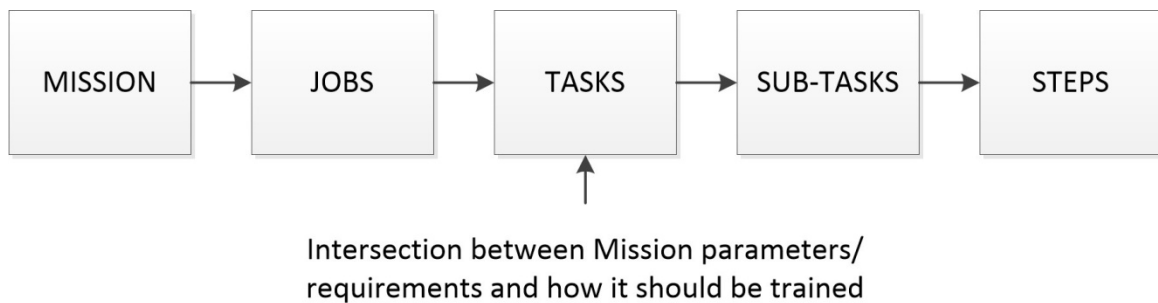 MISSION
JOBS
TASKS
SUB-TASKS
STEPS
Intersection between Mission parameters/
requirements and how it should be trained